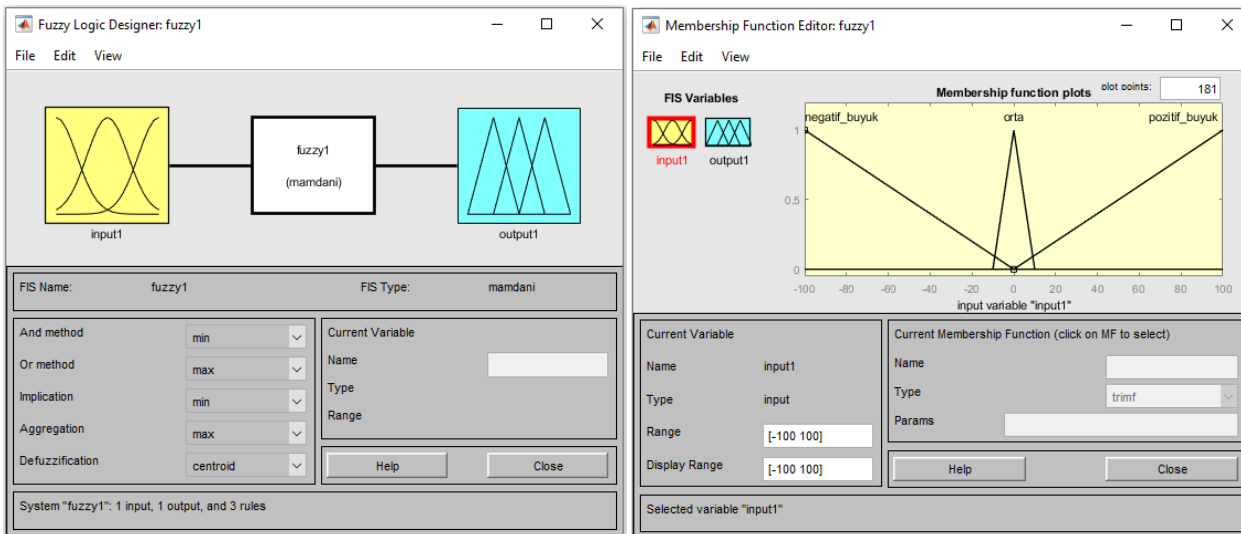 Fuzzy Logic Designer: fuzzy1
File Edit View
input1
fuzzy1
(mamdani)
output1
FIS Name: fuzzy1 FIS Type: mamdani
And method min
Or method max
Implication min
Aggregation max
Defuzzification centroid
Current Variable
Name
Type
Range
Help Close
System "fuzzy1": 1 input, 1 output, and 3 rules
Membership Function Editor: fuzzy1
File Edit View
FIS Variables
input1 output1
Membership function plots plot points: 181
negatif_buyuk orta pozitif_buyuk
1
0.5
0
-100 -80 -60 -40 -20 0 20 40 60 80 100
input variable "input1"
Current Variable
Name input1
Type input
Range [-100 100]
Display Range [-100 100]
Current Membership Function (click on MF to select)
Name
Type trimf
Params
Help Close
Selected variable "input1"